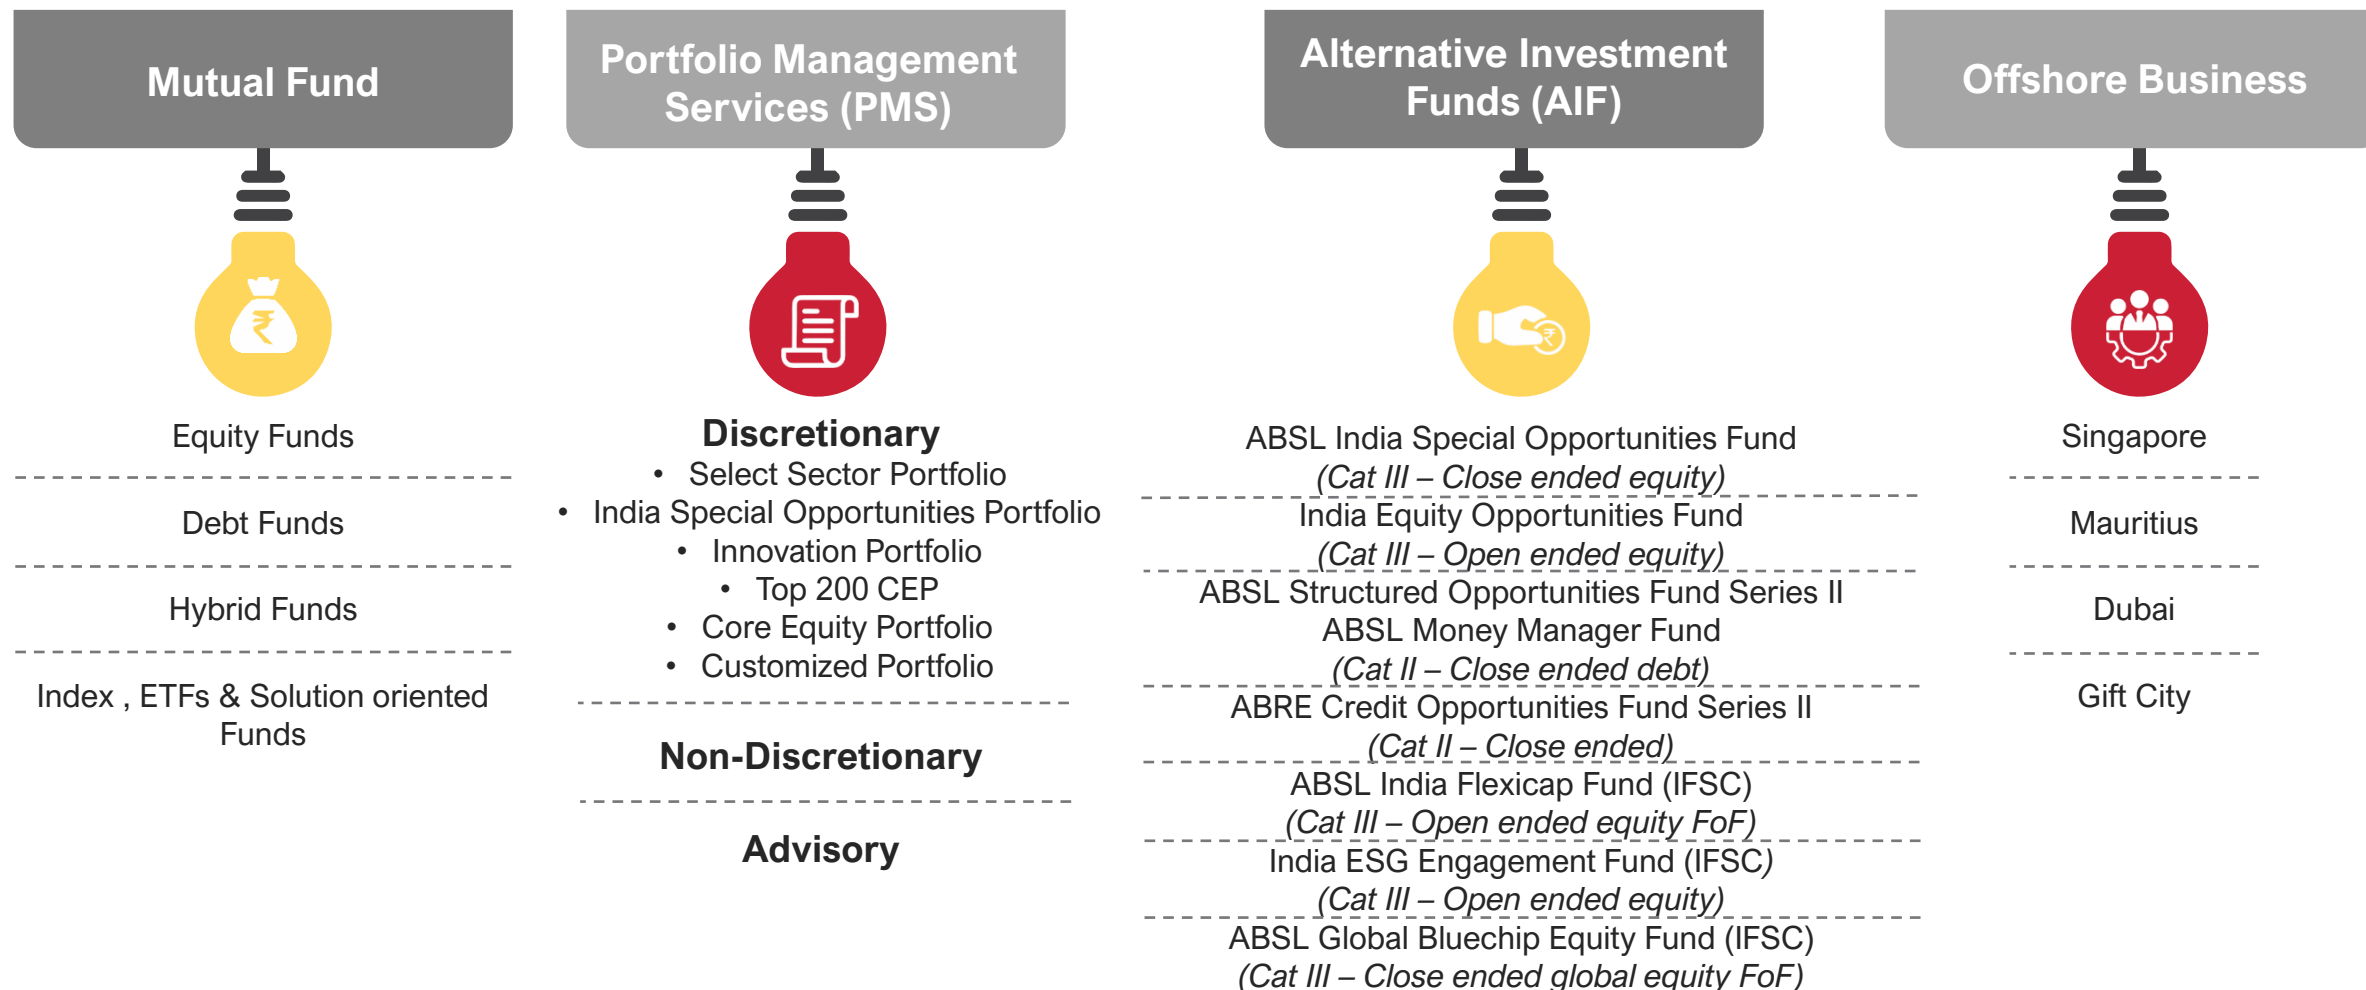 Mutual Fund
Equity Funds
Debt Funds
Hybrid Funds
Index , ETFs & Solution oriented
Funds
Portfolio Management
Services (PMS)
Discretionary
• Select Sector Portfolio
• India Special Opportunities Portfolio
• Innovation Portfolio
• Top 200 CEP
• Core Equity Portfolio
• Customized Portfolio
Non-Discretionary
Advisory
Alternative Investment
Funds (AIF)
ABSL India Special Opportunities Fund
(Cat III – Close ended equity)
India Equity Opportunities Fund
(Cat III – Open ended equity)
ABSL Structured Opportunities Fund Series II
ABSL Money Manager Fund
(Cat II – Close ended debt)
ABRE Credit Opportunities Fund Series II
(Cat II – Close ended)
ABSL India Flexicap Fund (IFSC)
(Cat III – Open ended equity FoF)
India ESG Engagement Fund (IFSC)
(Cat III – Open ended equity)
ABSL Global Bluechip Equity Fund (IFSC)
(Cat III – Close ended global equity FoF)
Offshore Business
Singapore
Mauritius
Dubai
Gift City